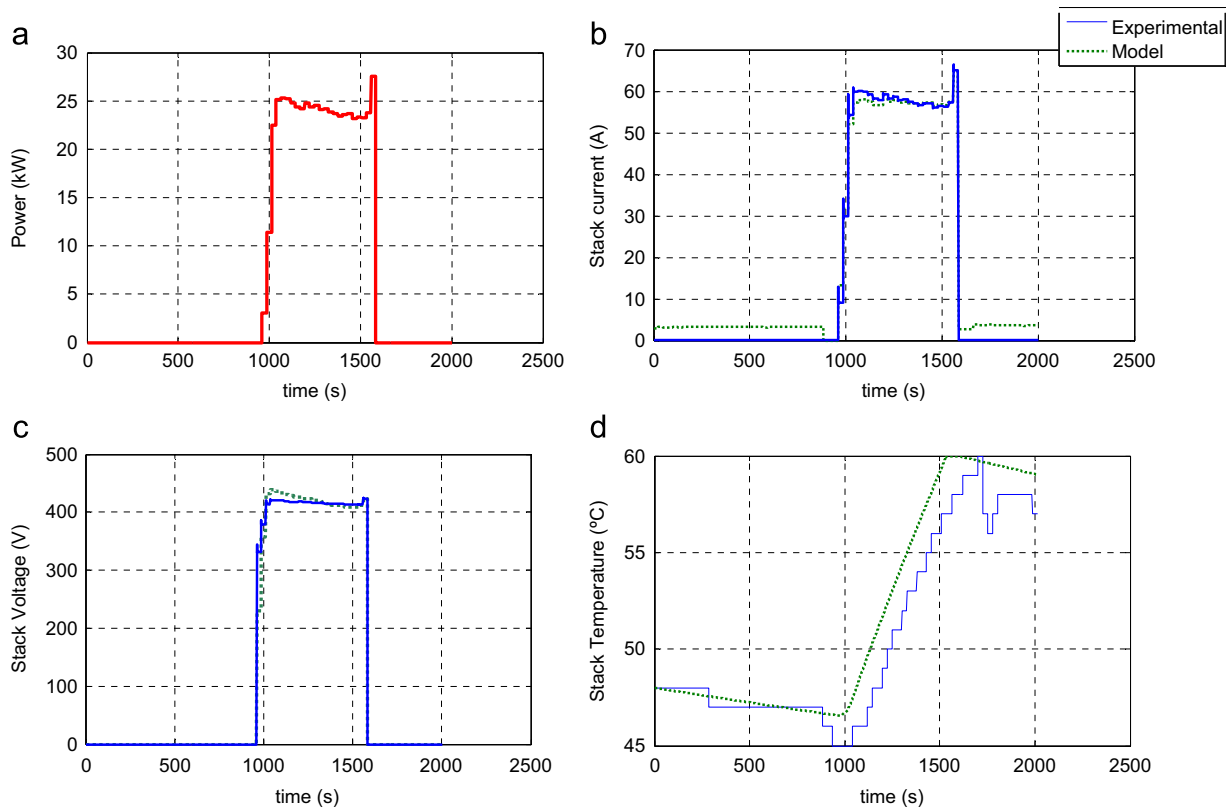 a
30
25
20
15
10
5
0
Power (kW)
0 500 1000 1500 2000 2500
time (s)
b
Experimental
Model
70
60
50
40
30
20
10
0
Stack current (A)
0 500 1000 1500 2000 2500
time (s)
c
500
400
300
200
100
0
Stack Voltage (V)
0 500 1000 1500 2000 2500
time (s)
d
60
55
50
45
Stack Temperature (°C)
0 500 1000 1500 2000 2500
time (s)